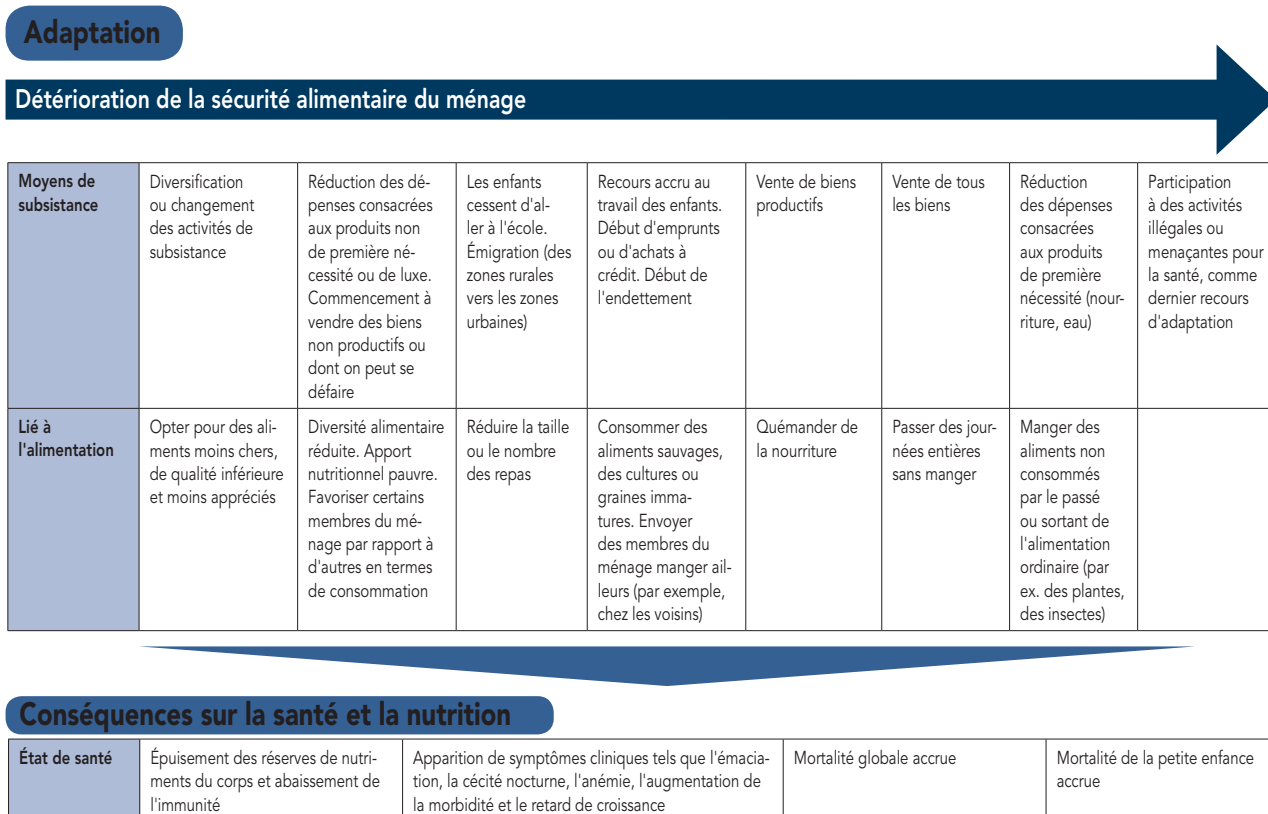 Adaptation
Détérioration de la sécurité alimentaire du ménage
Moyens de
subsistance
Diversification
ou changement
des activités de
subsistance
Réduction des dé-
penses consacrées
aux produits non
de première né-
cessité ou de luxe.
Commencement à
vendre des biens
non productifs ou
dont on peut se
défaire
Les enfants
cessent d'al-
ler à l'école.
Émigration (des
zones rurales
vers les zones
urbaines)
Recours accru au
travail des enfants.
Début d'emprunts
ou d'achats à
crédit. Début de
l'endettement
Vente de biens
productifs
Vente de tous
les biens
Réduction
des dépenses
consacrées
aux produits
de première
nécessité (nour-
riture, eau)
Participation
à des activités
illégales ou
menaçantes pour
la santé, comme
dernier recours
d'adaptation
Lié à
l'alimentation
Opter pour des ali-
ments moins chers,
de qualité inférieure
et moins appréciés
Diversité alimentaire
réduite. Apport
nutritionnel pauvre.
Favoriser certains
membres du mé-
nage par rapport à
d'autres en termes
de consommation
Réduire la taille
ou le nombre
des repas
Consommer des
aliments sauvages,
des cultures ou
graines imma-
tures. Envoyer
des membres du
ménage manger ail-
leurs (par exemple,
chez les voisins)
Quémander de
la nourriture
Passer des jour-
nées entières
sans manger
Manger des
aliments non
consommés
par le passé
ou sortant de
l'alimentation
ordinaire (par
ex. des plantes,
des insectes)
Conséquences sur la santé et la nutrition
État de santé
Épuisement des réserves de nutri-
ments du corps et abaissement de
l'immunité
Apparition de symptômes cliniques tels que l'émacia-
tion, la cécité nocturne, l'anémie, l'augmentation de
la morbidité et le retard de croissance
Mortalité globale accrue
Mortalité de la petite enfance
accrue